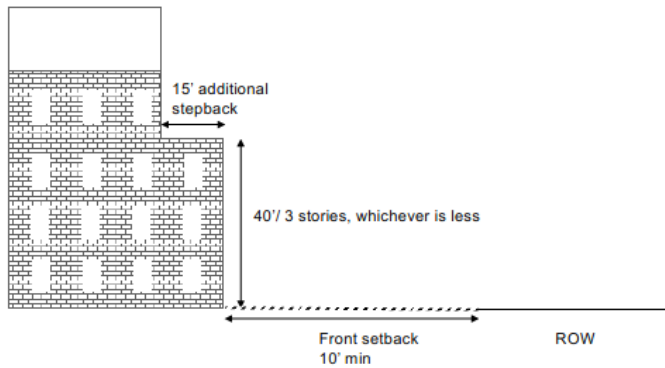 15' additional
stepback
40'/ 3 stories, whichever is less
Front setback
10' min
ROW